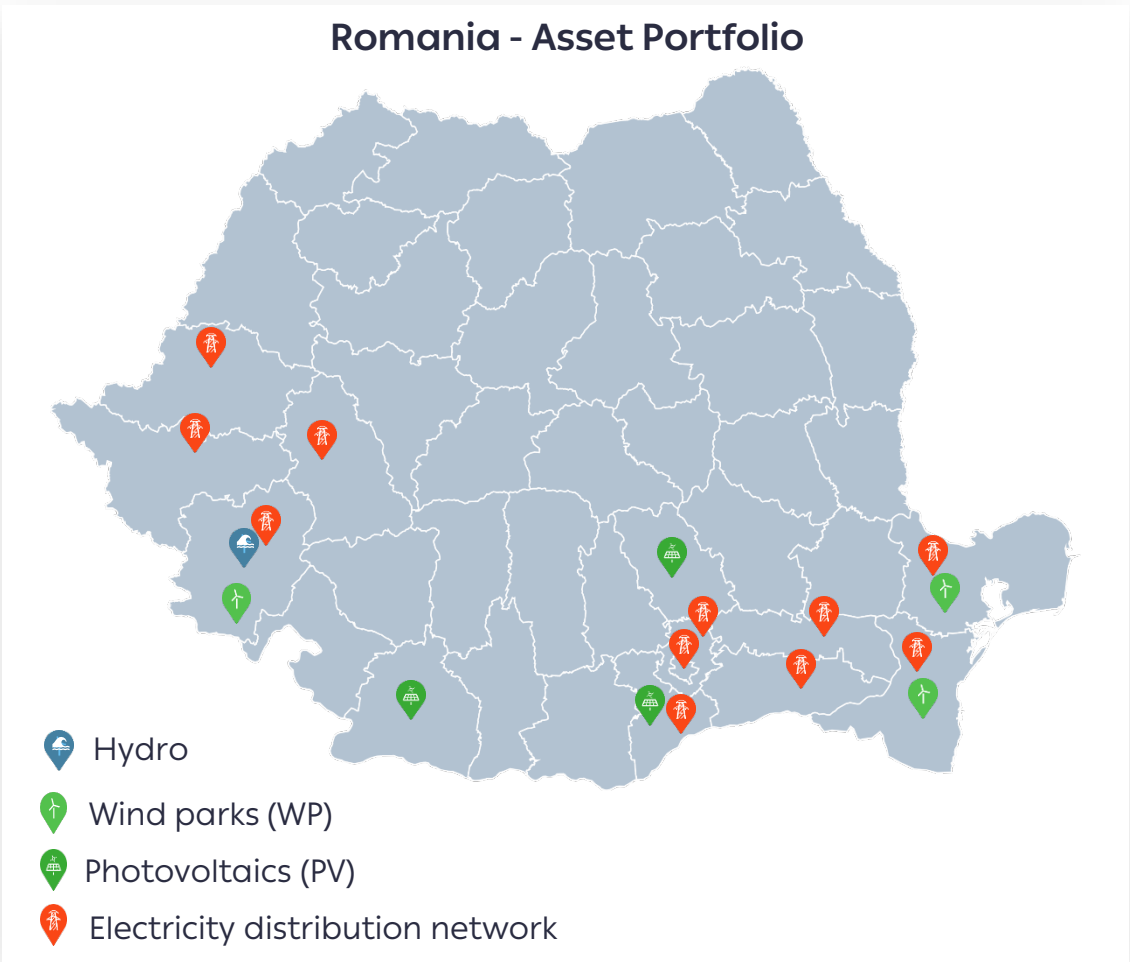 Romania - Asset Portfolio
Hydro
Wind parks (WP)
Photovoltaics (PV)
Electricity distribution network